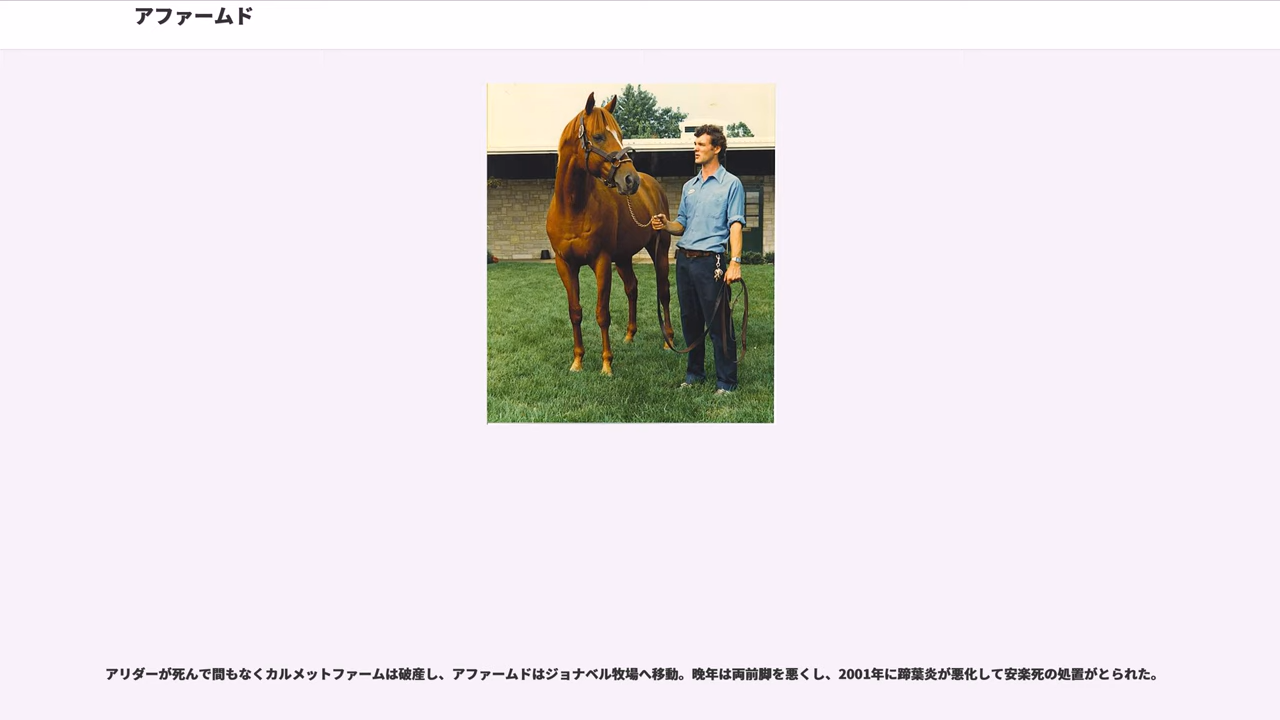 アファームド
アリダーが死んで間もなくカルメットファームは破産し、アファームドはジョナベル牧場へ移動。晩年は両前脚を悪くし、2001年に蹄葉炎が悪化して安楽死の処置がとられた。